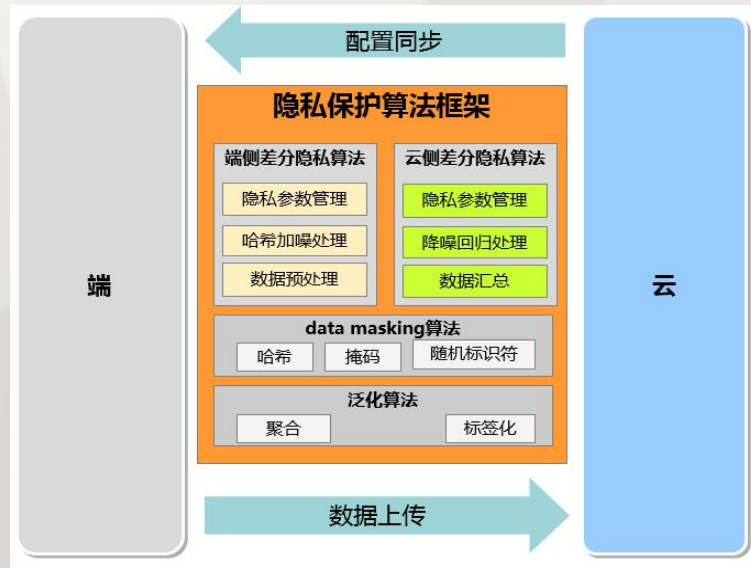 配置同步
隐私保护算法框架
端侧差分隐私算法
隐私参数管理
哈希加噪处理
数据预处理
云侧差分隐私算法
隐私参数管理
降噪回归处理
数据汇总
data masking算法
哈希
掩码
随机标识符
泛化算法
聚合
标签化
端
云
数据上传